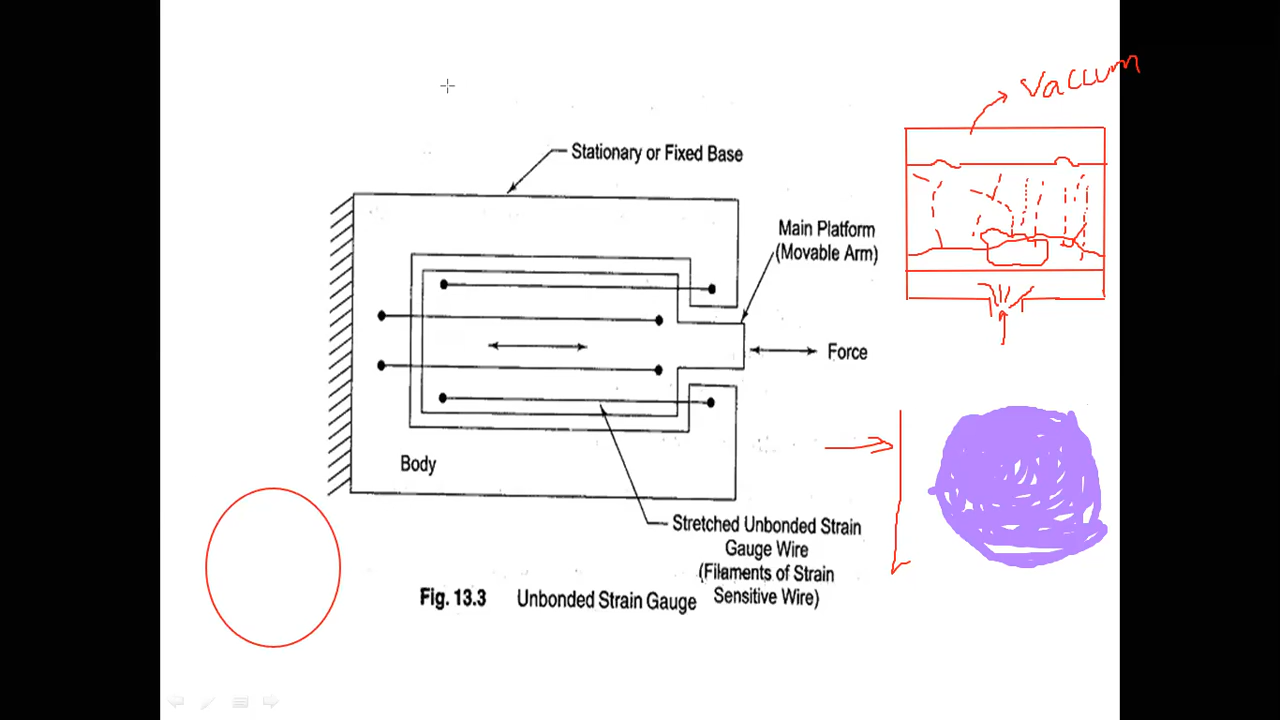 Vaccum
Stationary or Fixed Base
Main Platform
(Movable Arm)
Force
Body
Stretched Unbonded Strain
Gauge Wire
(Filaments of Strain
Sensitive Wire)
Fig. 13.3 Unbonded Strain Gauge